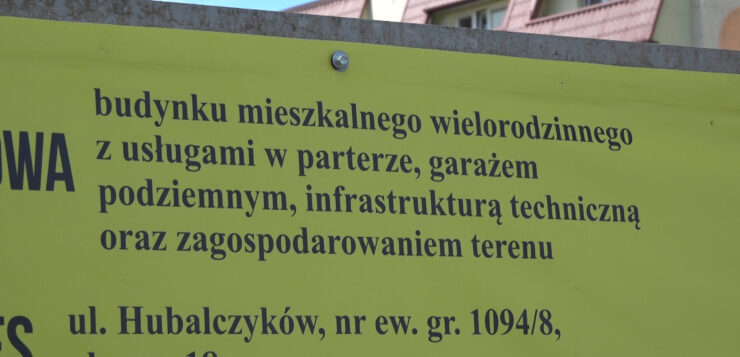 budynku mieszkalnego wielorodzinnego
OWA z usługami w parterze, garażem
podziemnym, infrastrukturą techniczną
oraz zagospodarowaniem terenu
ES ul. Hubalczyków, nr ew. gr. 1094/8,